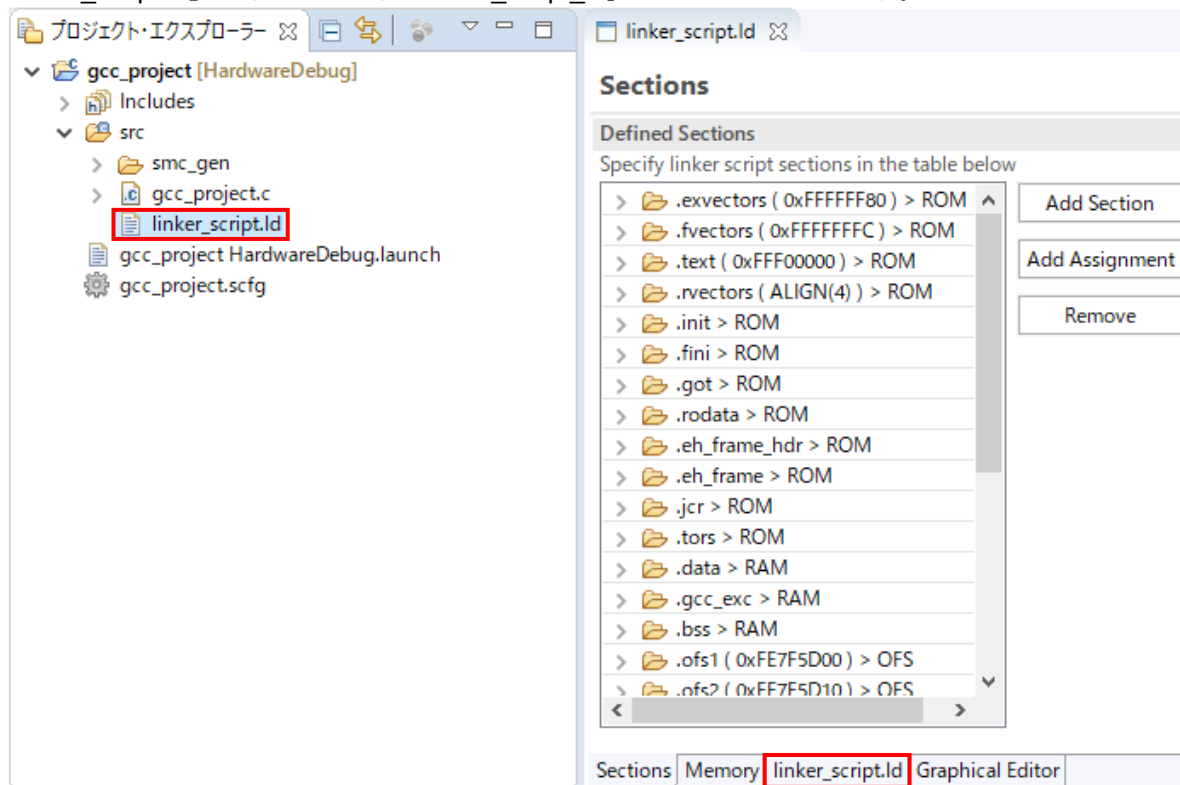 プロジェクト・エクスプローラー
gcc_project [HardwareDebug]
Includes
src
smc_gen
gcc_project.c
linker_script.ld
gcc_project HardwareDebug.launch
gcc_project.scfg
linker_script.ld
Sections
Defined Sections
Specify linker script sections in the table below
.exvectors ( 0xFFFFFF80 ) > ROM
.fvectors ( 0xFFFFFFFC ) > ROM
.text ( 0xFFF00000 ) > ROM
.rvectors ( ALIGN(4) ) > ROM
.init > ROM
.fini > ROM
.got > ROM
.rodata > ROM
.eh_frame_hdr > ROM
.eh_frame > ROM
.jcr > ROM
.tors > ROM
.data > RAM
.gcc_exc > RAM
.bss > RAM
.ofs1 ( 0xFE7F5D00 ) > OFS
.ofs2 ( 0xFE7F5D10 ) > OFS
Add Section
Add Assignment
Remove
Sections Memory linker_script.ld Graphical Editor